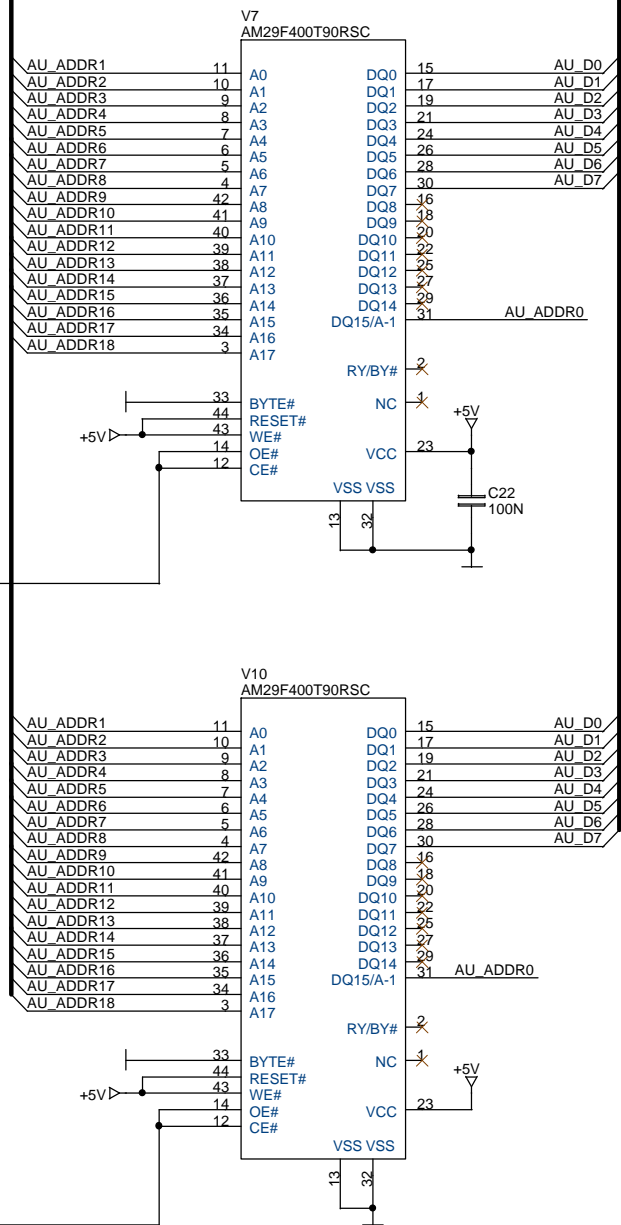 V7
AM29F400T90RSC
AU_ADDR1 11 A0 DQ0 15 AU_D0
AU_ADDR2 10 A1 DQ1 17 AU_D1
AU_ADDR3 9 A2 DQ2 19 AU_D2
AU_ADDR4 8 A3 DQ3 21 AU_D3
AU_ADDR5 7 A4 DQ4 24 AU_D4
AU_ADDR6 6 A5 DQ5 26 AU_D5
AU_ADDR7 5 A6 DQ6 28 AU_D6
AU_ADDR8 4 A7 DQ7 30 AU_D7
AU_ADDR9 42 A8 DQ8 16
AU_ADDR10 41 A9 DQ9 18
AU_ADDR11 40 A10 DQ10 20
AU_ADDR12 39 A11 DQ11 22
AU_ADDR13 38 A12 DQ12 25
AU_ADDR14 37 A13 DQ13 27
AU_ADDR15 36 A14 DQ14 29
AU_ADDR16 35 A15 DQ15/A-1 31 AU_ADDR0
AU_ADDR17 34 A16
AU_ADDR18 3 A17
RY/BY# 2
33 BYTE# NC 1
44 RESET# +5V
+5V 43 WE#
14 OE# VCC 23
12 CE#
VSS VSS C22
100N
13 32
V10
AM29F400T90RSC
AU_ADDR1 11 A0 DQ0 15 AU_D0
AU_ADDR2 10 A1 DQ1 17 AU_D1
AU_ADDR3 9 A2 DQ2 19 AU_D2
AU_ADDR4 8 A3 DQ3 21 AU_D3
AU_ADDR5 7 A4 DQ4 24 AU_D4
AU_ADDR6 6 A5 DQ5 26 AU_D5
AU_ADDR7 5 A6 DQ6 28 AU_D6
AU_ADDR8 4 A7 DQ7 30 AU_D7
AU_ADDR9 42 A8 DQ8 16
AU_ADDR10 41 A9 DQ9 18
AU_ADDR11 40 A10 DQ10 20
AU_ADDR12 39 A11 DQ11 22
AU_ADDR13 38 A12 DQ12 25
AU_ADDR14 37 A13 DQ13 27
AU_ADDR15 36 A14 DQ14 29
AU_ADDR16 35 A15 DQ15/A-1 31 AU_ADDR0
AU_ADDR17 34 A16
AU_ADDR18 3 A17
RY/BY# 2
33 BYTE# NC 1
44 RESET# +5V
+5V 43 WE#
14 OE# VCC 23
12 CE#
VSS VSS
13 32